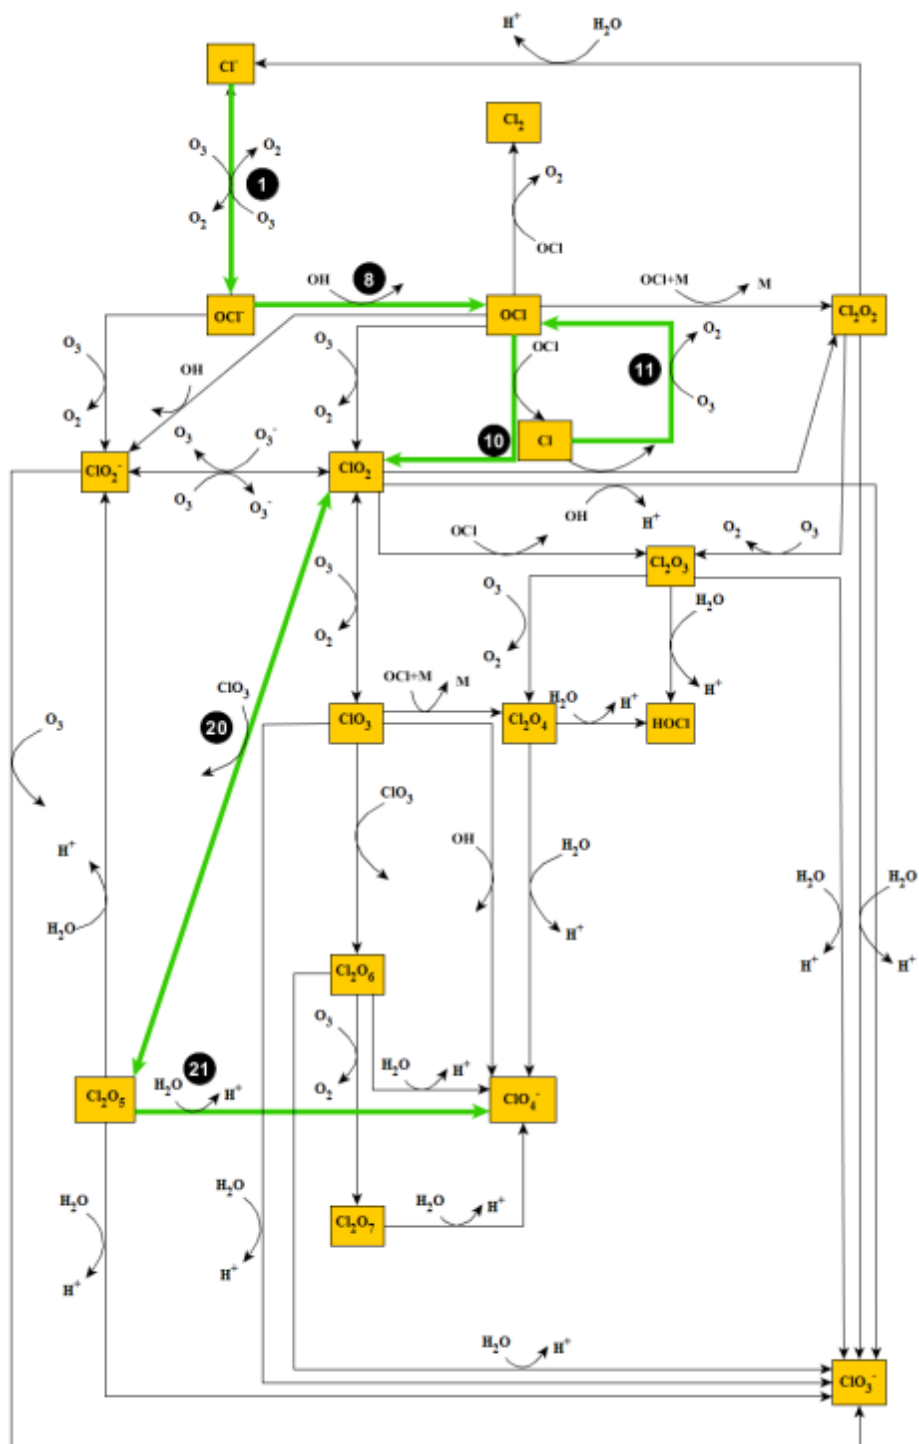 H⁺ H₂O
Cl⁻
Cl₂
O₃ O₂
1
O₂ O₃
O₂
OCl
OH 8
OCl+M M
OCl⁻ OCl Cl₂O₂
O₃ O₃ OCl O₂
OH 11
O₂ O₂ O₃
Cl
O₃ O₃⁻ 10
ClO₂⁻ ClO₂
O₃ O₃⁻
OH H⁺
OCl O₂ O₃
Cl₂O₃
O₃ O₃
H₂O
O₂ O₂
H⁺
ClO₃ OCl+M M
H₂O H⁺
O₃ 20 ClO₃ Cl₂O₄ HOCl
ClO₃
OH H₂O
H⁺
H₂O H₂O
H₂O H⁺
H⁺ H⁺
Cl₂O₆
O₃
21
H₂O H⁺ O₂ H₂O H⁺
Cl₂O₅ ClO₄⁻
H₂O H₂O H₂O H⁺
Cl₂O₇
H⁺ H⁺
H₂O H⁺
ClO₃⁻